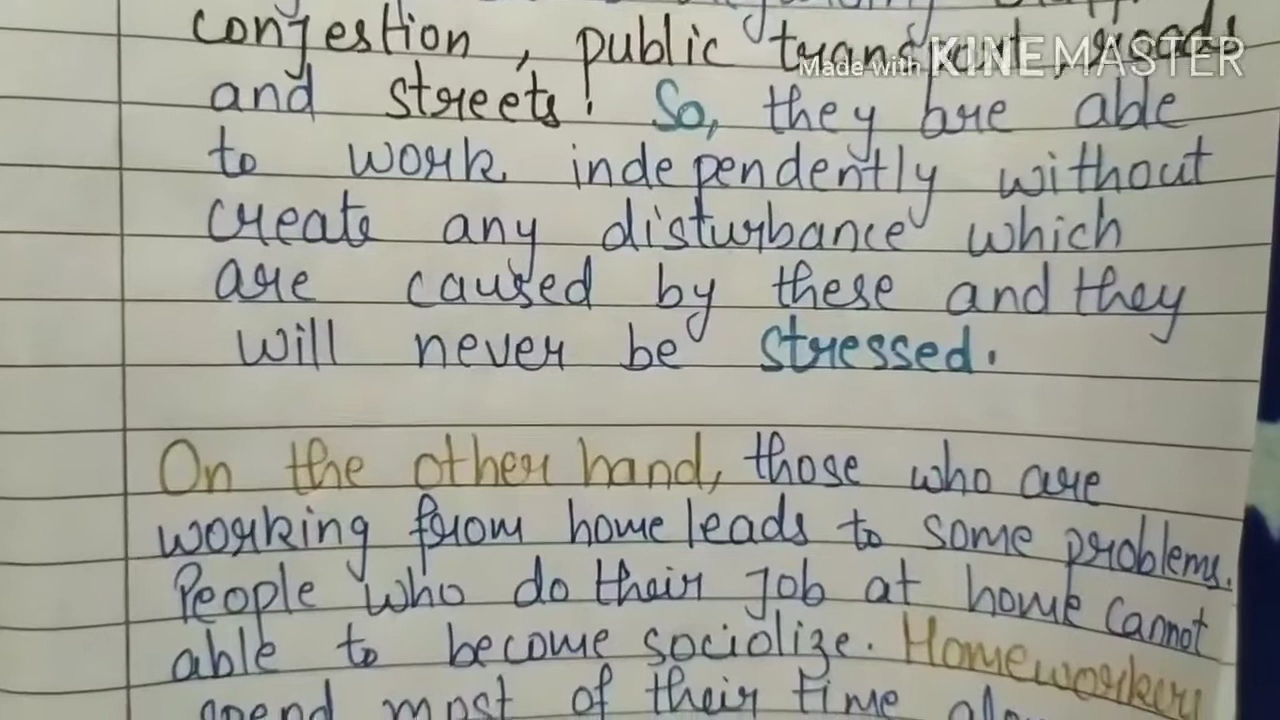 congestion, public transport, roads
Made with KINEMASTER
and streets! So, they are able
to work independently without
create any disturbance which
are caused by these and they
will never be stressed.
On the other hand, those who are
working from home leads to some problems.
People who do their job at home cannot
able to become socialize. Homeworkers
spend most of their time